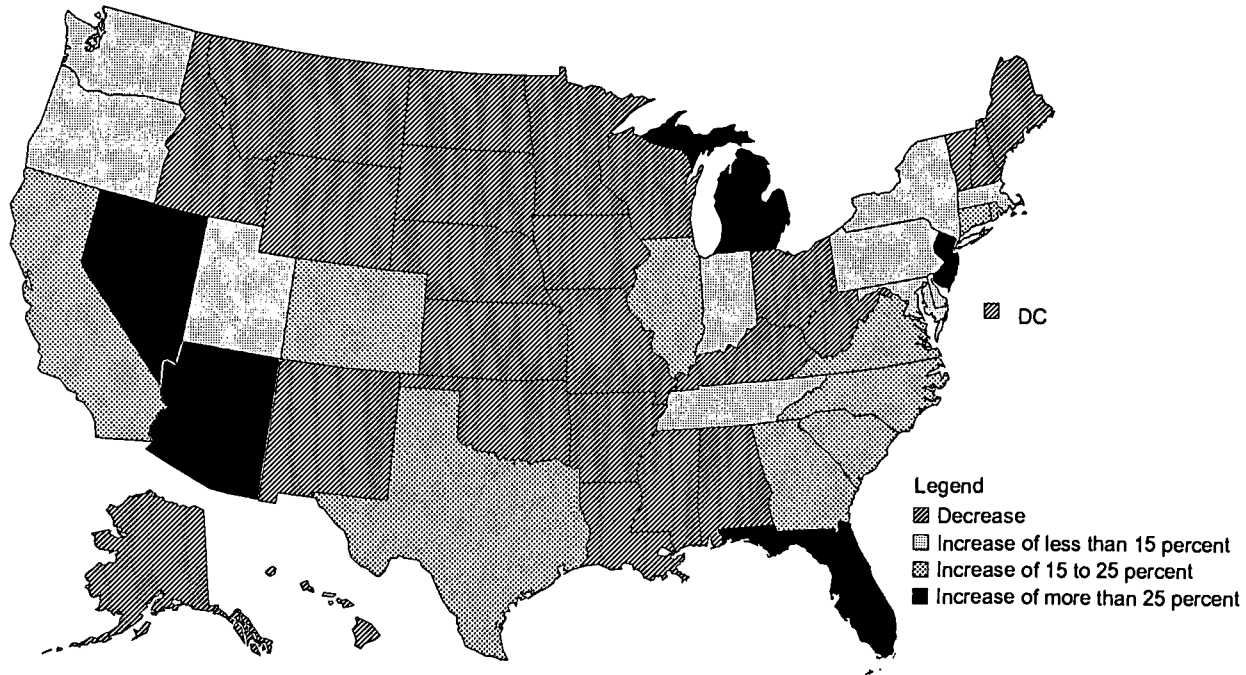 DC
Legend
Decrease
Increase of less than 15 percent
Increase of 15 to 25 percent
Increase of more than 25 percent